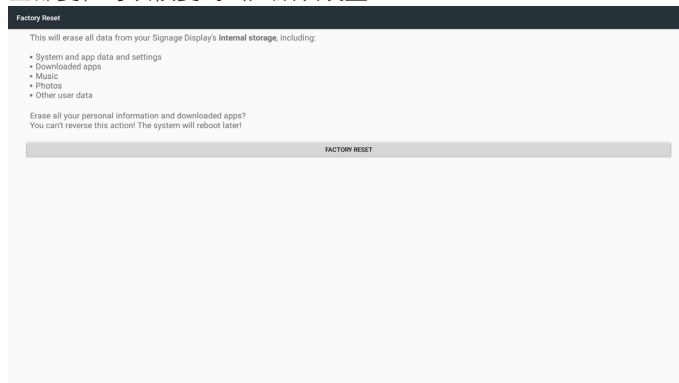 Factory Reset
This will erase all data from your Signage Display's internal storage, including:
• System and app data and settings
• Downloaded apps
• Music
• Photos
• Other user data
Erase all your personal information and downloaded apps?
You can't reverse this action! The system will reboot later!
FACTORY RESET